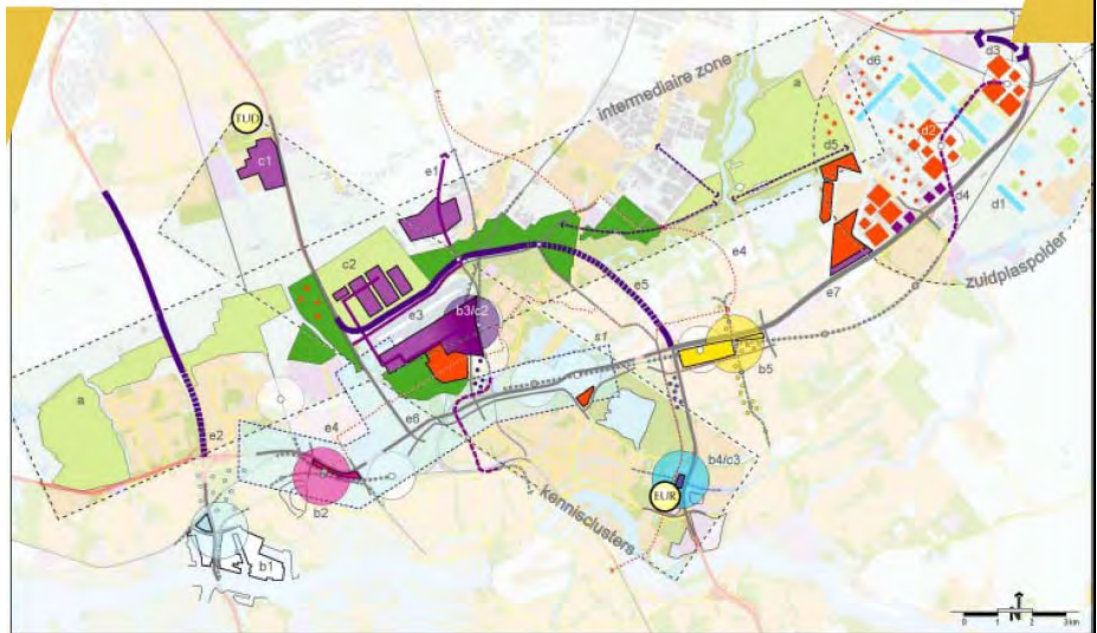 d3
d6
intermediaire zone
a
TUD
d2
c1
d5
e1
d4
d1
e4
zuidplaspolder
c2
e5
e7
e3
b3/c2
s1
b5
a
e6
e2
e4
b4/c3
EUR
b2
kennisclusters
b1
N
0 1 2 3km